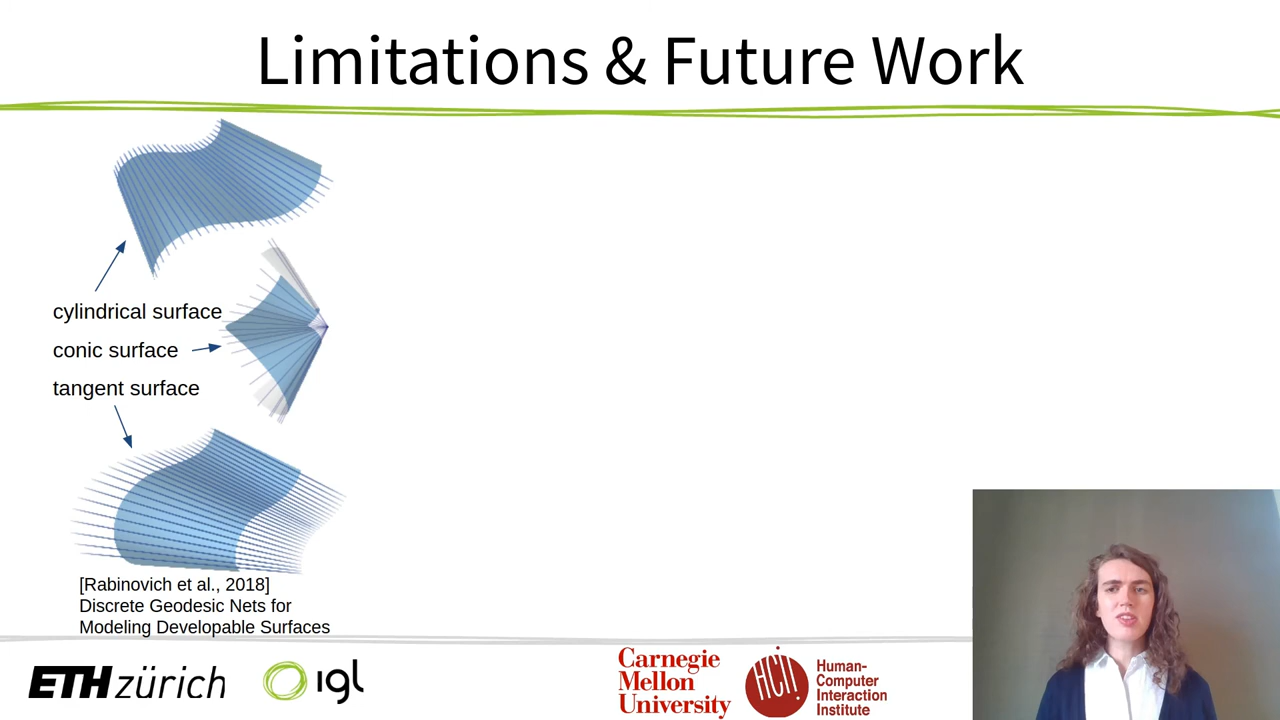 Limitations & Future Work
cylindrical surface
conic surface
tangent surface
[Rabinovich et al., 2018]
Discrete Geodesic Nets for
Modeling Developable Surfaces
ETH zürich
igl
Carnegie
Mellon
University
HCII
Human-
Computer
Interaction
Institute